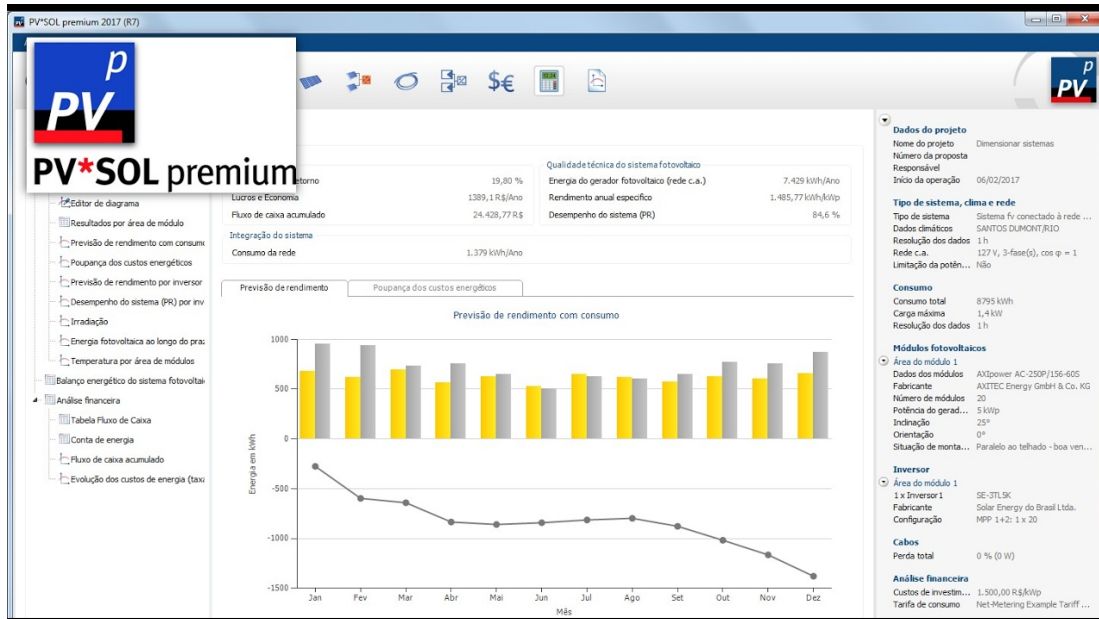 PV*SOL premium 2017 (R7)
p
PV
PV*SOL premium
p
PV
$€
Editor de diagrama
Resultados por área de módulo
Previsão de rendimento com consumo
Poupança dos custos energéticos
Previsão de rendimento por inversor
Desempenho do sistema (PR) por inv
Irradiação
Energia fotovoltaica ao longo do praz
Temperatura por área de módulos
Balanço energético do sistema fotovoltai
Análise financeira
Tabela Fluxo de Caixa
Conta de energia
Fluxo de caixa acumulado
Evolução dos custos de energia (taxa
etorno 19,80 %
Lucros e Economia 1389,1 R$/Ano
Fluxo de caixa acumulado 24.428,77 R$
Integração do sistema
Consumo da rede 1.379 kWh/Ano
Qualidade técnica do sistema fotovoltaico
Energia do gerador fotovoltaico (rede c.a.) 7.429 kWh/Ano
Rendimento anual específico 1.485,77 kWh/kWp
Desempenho do sistema (PR) 84,6 %
Previsão de rendimento
Poupança dos custos energéticos
Previsão de rendimento com consumo
Energia em kWh
1000
500
0
-500
-1000
-1500
Jan Fev Mar Abr Mai Jun Jul Ago Set Out Nov Dez
Mês
Dados do projeto
Nome do projeto Dimensionar sistemas
Número da proposta
Responsável
Início da operação 06/02/2017
Tipo de sistema, clima e rede
Tipo de sistema Sistema fv conectado à rede ...
Dados climáticos SANTOS DUMONT/RIO
Resolução dos dados 1 h
Rede c.a. 127 V, 3-fase(s), cos φ = 1
Limitação da potên... Não
Consumo
Consumo total 8795 kWh
Carga máxima 1,4 kW
Resolução dos dados 1 h
Módulos fotovoltaicos
Área do módulo 1
Dados dos módulos AXIpower AC-250P/156-60S
Fabricante AXITEC Energy GmbH & Co. KG
Número de módulos 20
Potência do gerad... 5 kWp
Inclinação 25°
Orientação 0°
Situação de monta... Paralelo ao telhado - boa ven...
Inversor
Área do módulo 1
1 x Inversor1 SE-3TL5K
Fabricante Solar Energy do Brasil Ltda.
Configuração MPP 1+2: 1 x 20
Cabos
Perda total 0 % (0 W)
Análise financeira
Custos de investim... 1.500,00 R$/kWp
Tarifa de consumo Net-Metering Example Tariff ...